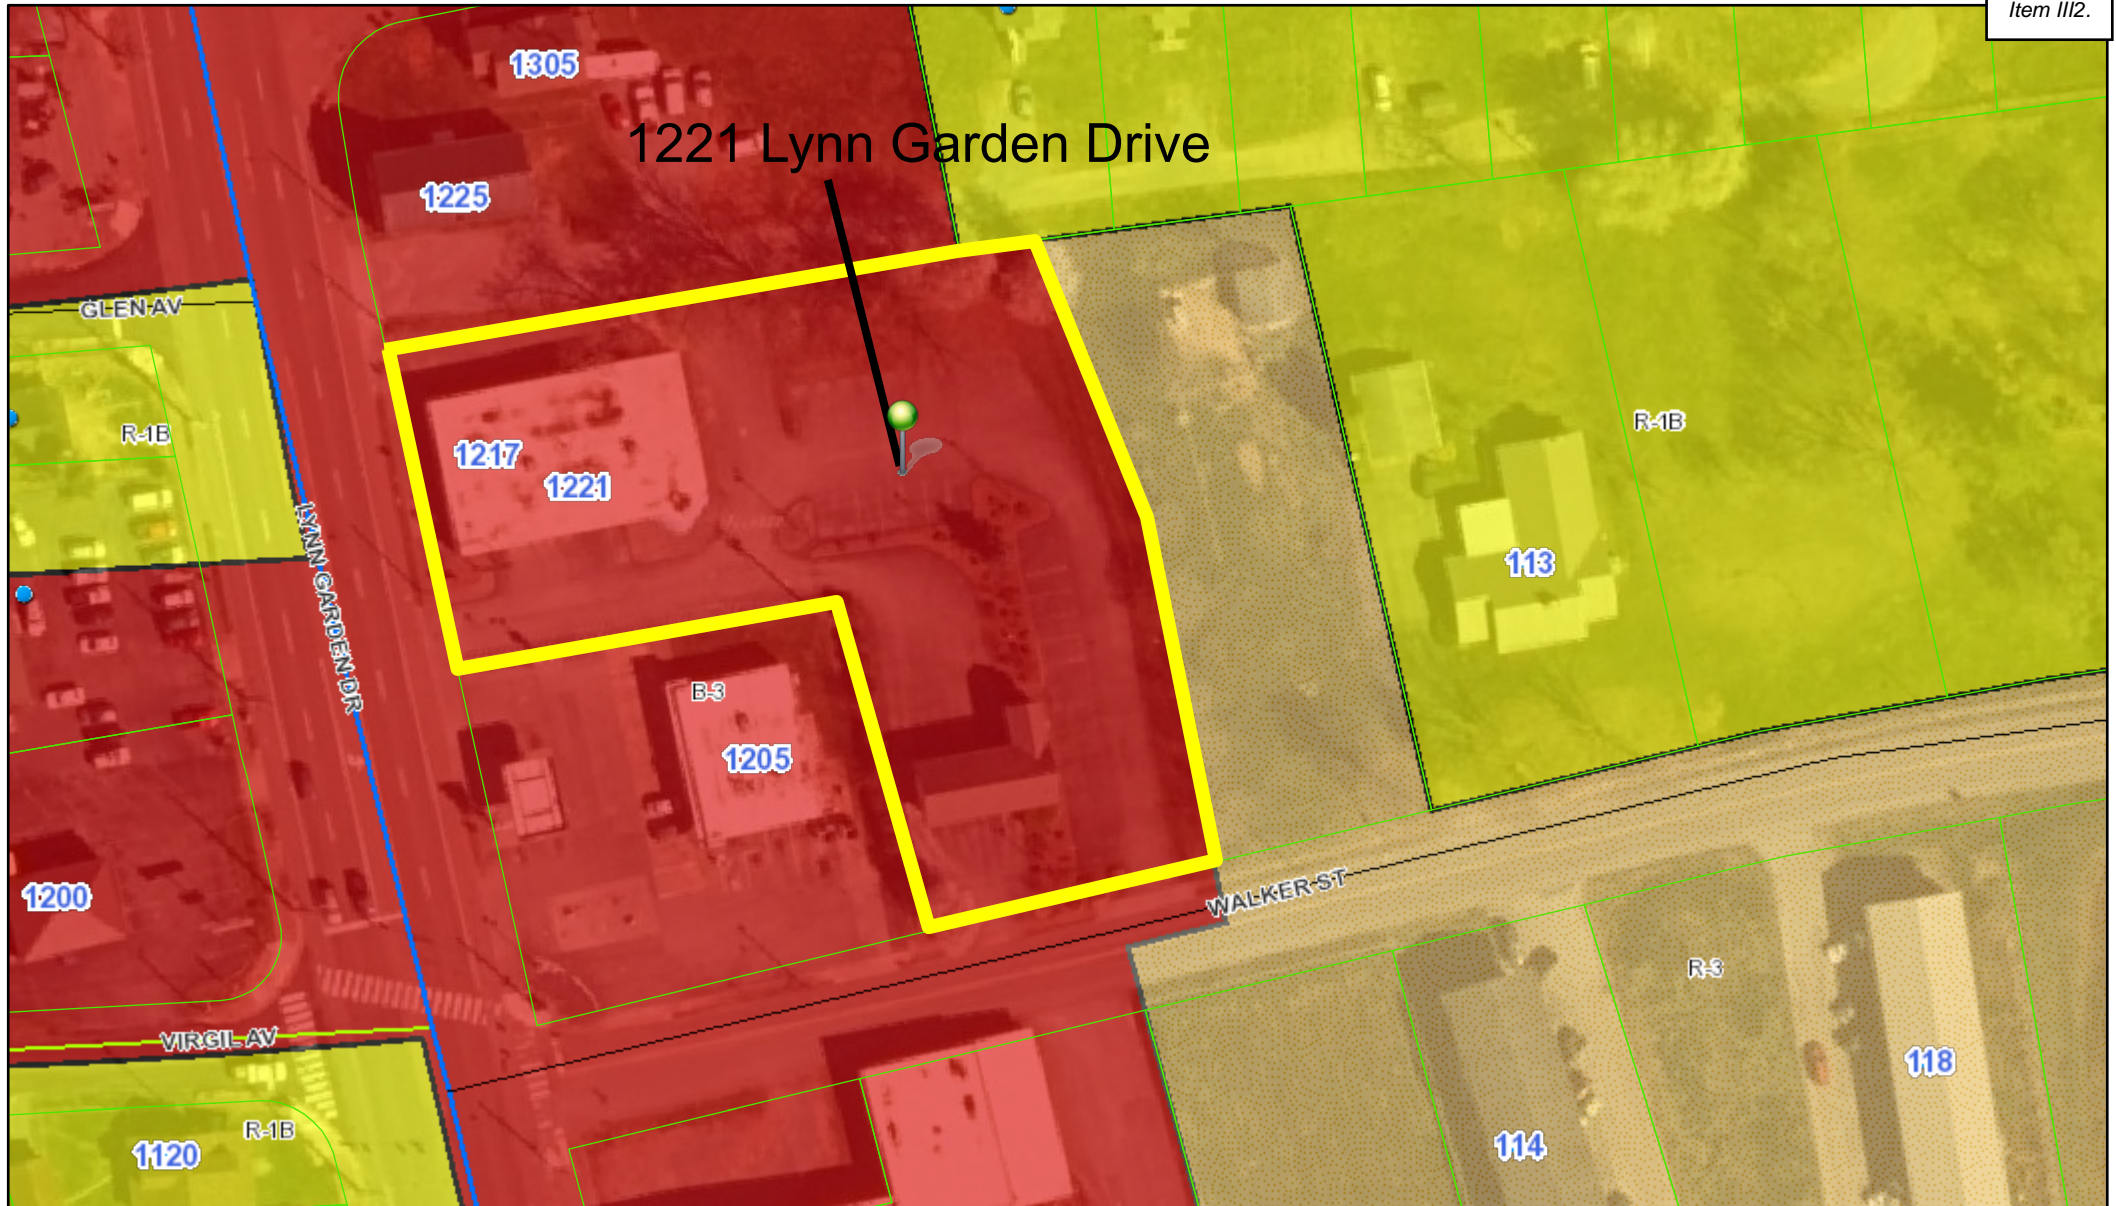 Item III2.
1305
1221 Lynn Garden Drive
1225
GLEN AV
R-1B
R-1B
1217
1221
LYNN GARDEN DR
113
B-3
1205
1200
WALKER ST
R-3
VIRGIL AV
118
R-1B
1120
114